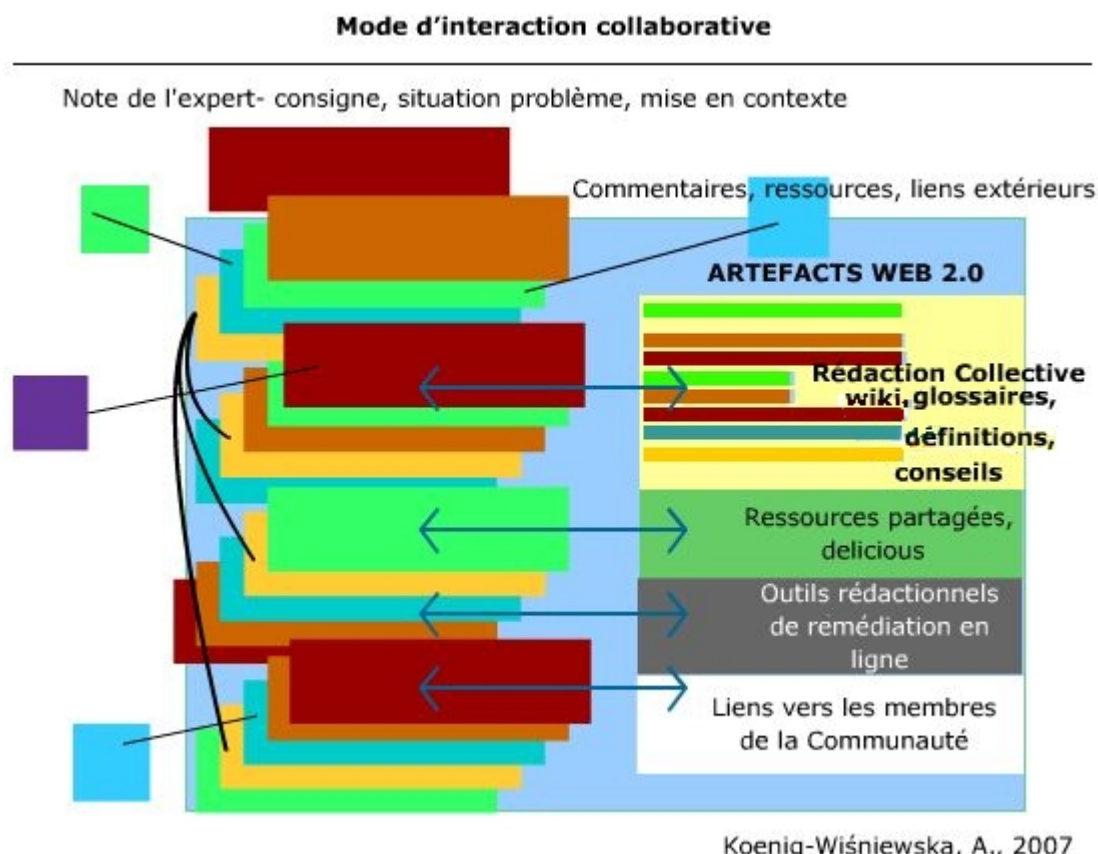 Mode d'interaction collaborative
Note de l'expert- consigne, situation problème, mise en contexte
Commentaires, ressources, liens extérieurs
ARTEFACTS WEB 2.0
Rédaction Collective
wiki, glossaires,
définitions,
conseils
Ressources partagées,
delicious
Outils rédactionnels
de remédiation en
ligne
Liens vers les membres
de la Communauté
Koenig-Wiśniewska, A., 2007